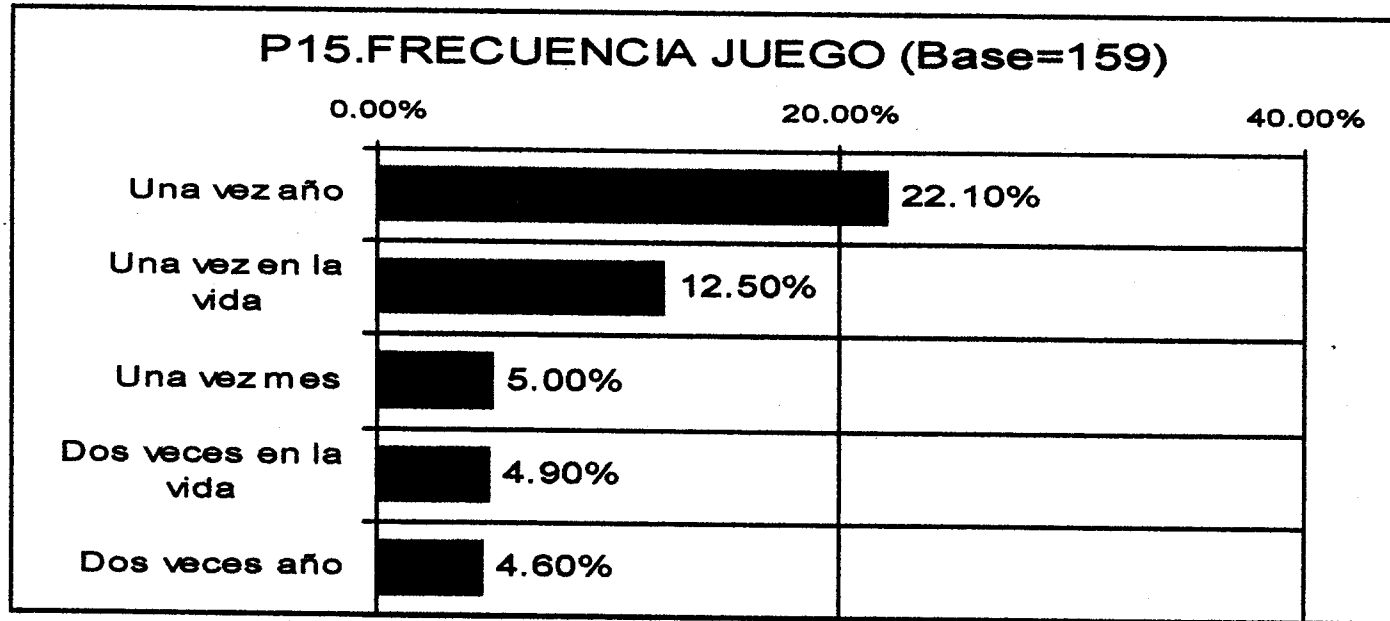 P15.FRECUENCIA JUEGO (Base=159)
0.00% 20.00% 40.00%
Una vez año 22.10%
Una vez en la
vida 12.50%
Una vez mes 5.00%
Dos veces en la
vida 4.90%
Dos veces año 4.60%